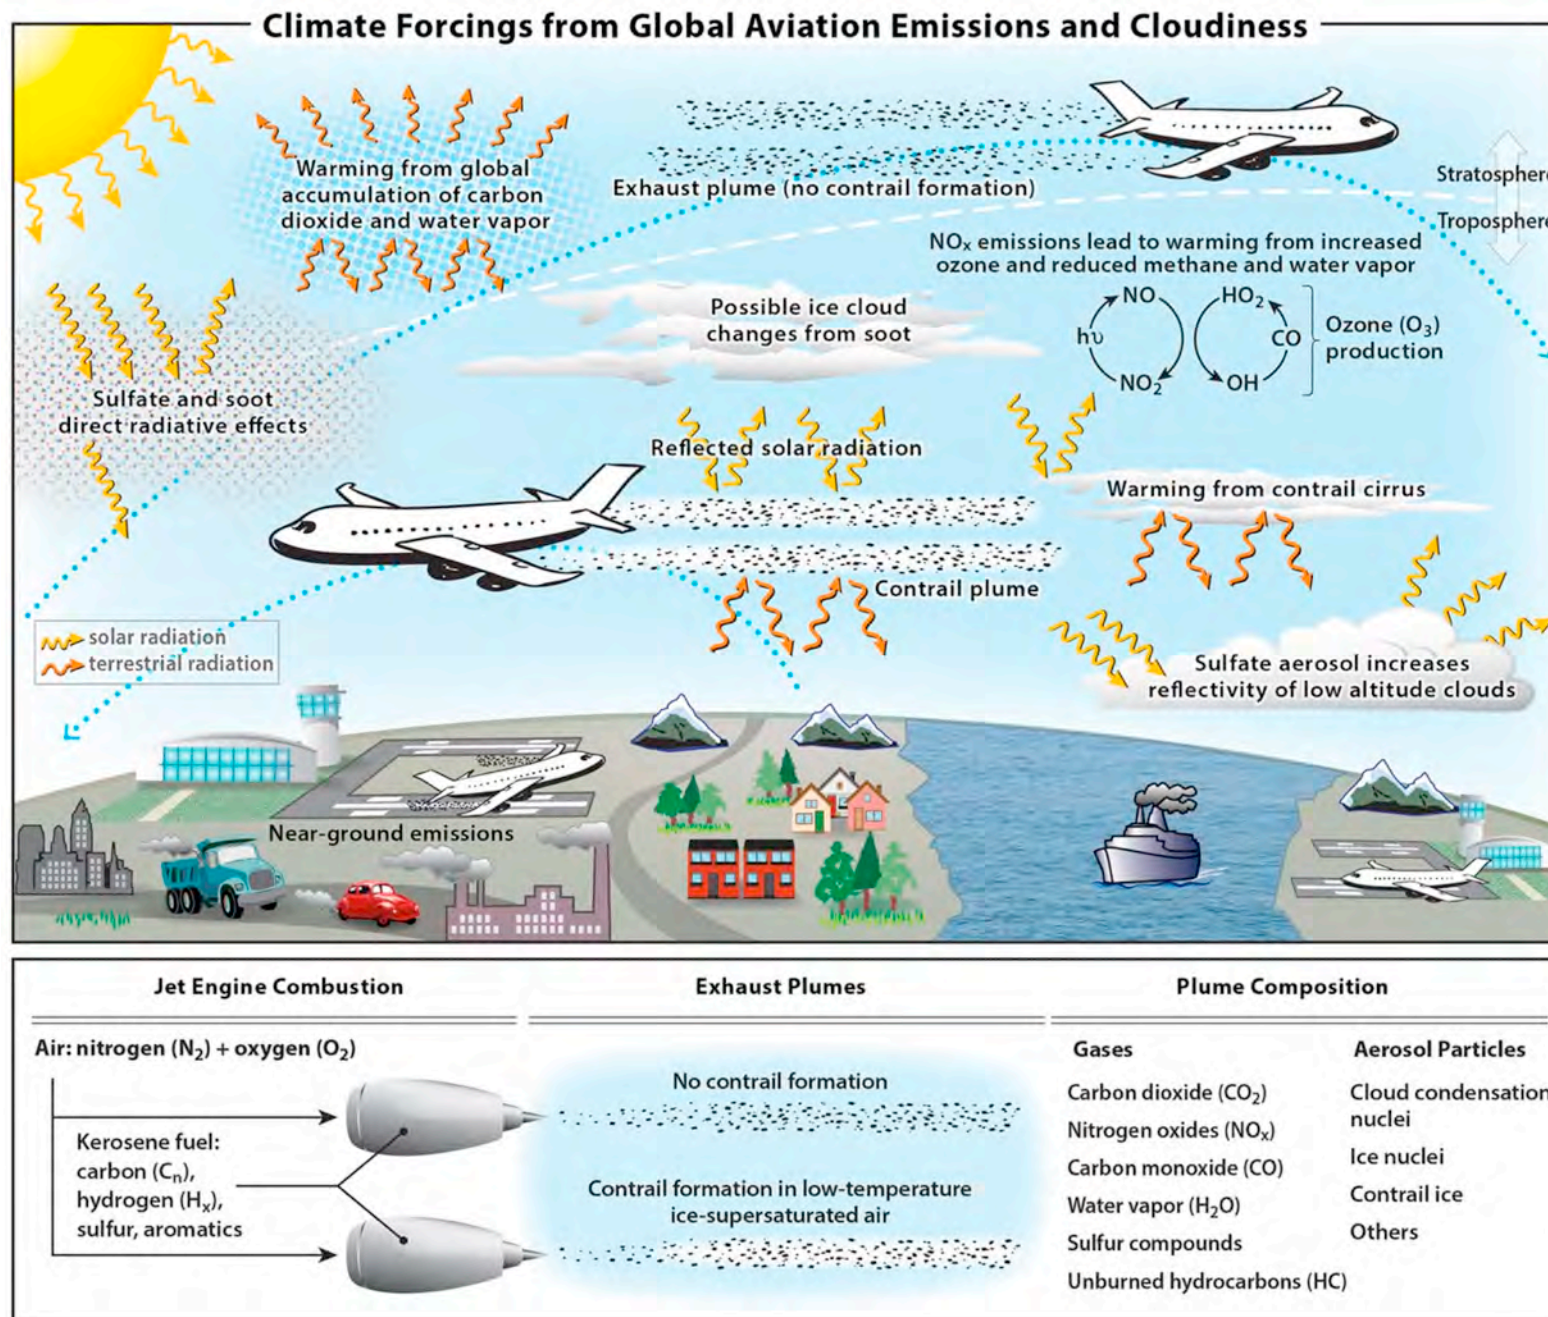 Climate Forcings from Global Aviation Emissions and Cloudiness
Warming from global
accumulation of carbon
dioxide and water vapor
Exhaust plume (no contrail formation)
Stratosphere
Troposphere
NOₓ emissions lead to warming from increased
ozone and reduced methane and water vapor
NO
HO₂
hυ
CO
NO₂
OH
Ozone (O₃)
production
Possible ice cloud
changes from soot
Sulfate and soot
direct radiative effects
Reflected solar radiation
Warming from contrail cirrus
Contrail plume
solar radiation
terrestrial radiation
Sulfate aerosol increases
reflectivity of low altitude clouds
Near-ground emissions
Jet Engine Combustion
Air: nitrogen (N₂) + oxygen (O₂)
Kerosene fuel:
carbon (Cₙ),
hydrogen (Hₓ),
sulfur, aromatics
Exhaust Plumes
No contrail formation
Contrail formation in low-temperature
ice-supersaturated air
Plume Composition
Gases
Carbon dioxide (CO₂)
Nitrogen oxides (NOₓ)
Carbon monoxide (CO)
Water vapor (H₂O)
Sulfur compounds
Unburned hydrocarbons (HC)
Aerosol Particles
Cloud condensation
nuclei
Ice nuclei
Contrail ice
Others